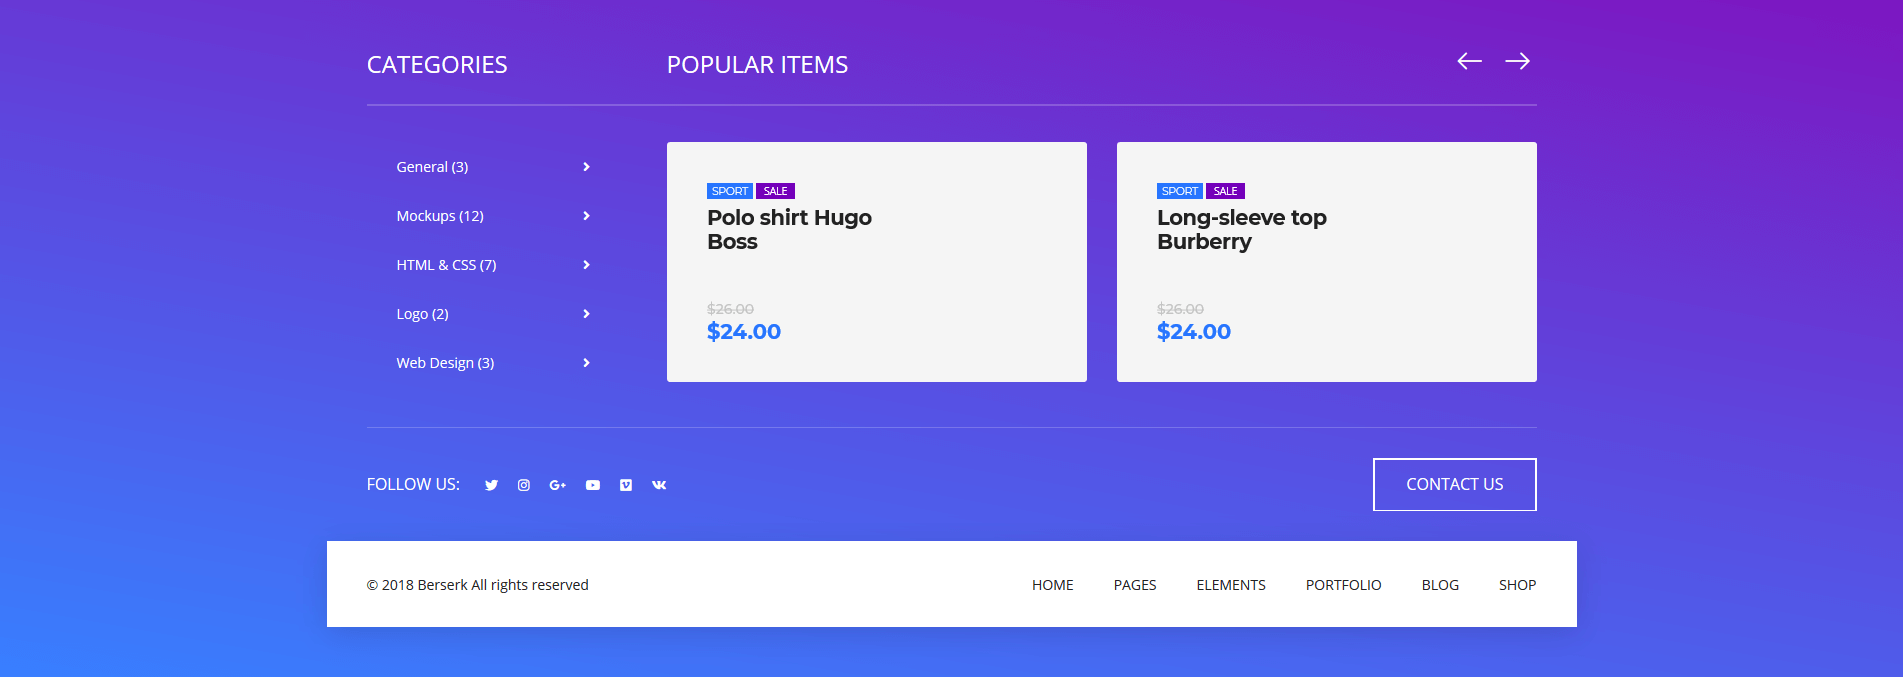 CATEGORIES
General (3)
Mockups (12)
HTML & CSS (7)
Logo (2)
Web Design (3)
POPULAR ITEMS
SPORT SALE
Polo shirt Hugo
Boss
$26.00
$24.00
SPORT SALE
Long-sleeve top
Burberry
$26.00
$24.00
FOLLOW US:
CONTACT US
© 2018 Berserk All rights reserved
HOME PAGES ELEMENTS PORTFOLIO BLOG SHOP